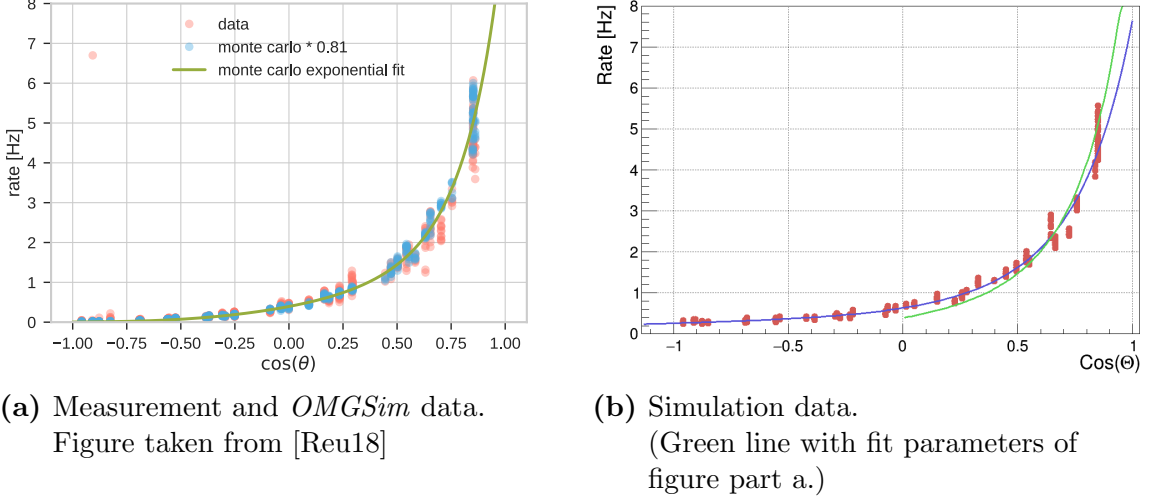 8
7
6
5
4
3
2
1
0
rate [Hz]
data
monte carlo * 0.81
monte carlo exponential fit
−1.00 −0.75 −0.50 −0.25 0.00 0.25 0.50 0.75 1.00
cos(θ)
8
7
6
5
4
3
2
1
0
Rate [Hz]
−1 −0.5 0 0.5 1
Cos(Θ)
(a) Measurement and OMGSim data.
Figure taken from [Reu18]
(b) Simulation data.
(Green line with fit parameters of
figure part a.)